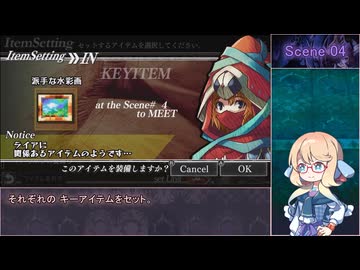 ItemSetting セットするアイテムを選択してください。
ItemSetting IN
KEYITEM
派手な水彩画
at the Scene# 4
to MEET
Notice
ライアに
関係あるアイテムのようです…
このアイテムを装備しますか?
Cancel
OK
Scene 04
それぞれの キーアイテムをセット。